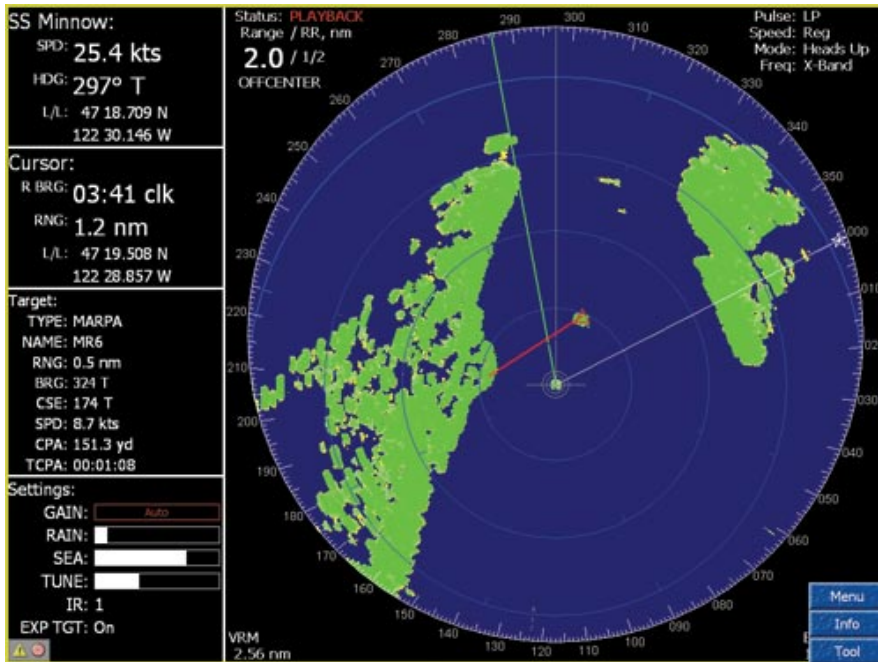 SS Minnow:
SPD: 25.4 kts
HDG: 297° T
L/L: 47 18.709 N
122 30.146 W
Cursor:
R BRG: 03:41 clk
RNG: 1.2 nm
L/L: 47 19.508 N
122 28.857 W
Target:
TYPE: MARPA
NAME: MR6
RNG: 0.5 nm
BRG: 324 T
CSE: 174 T
SPD: 8.7 kts
CPA: 151.3 yd
TCPA: 00:01:08
Settings:
GAIN: Auto
RAIN:
SEA:
TUNE:
IR: 1
EXP TGT: On
Status: PLAYBACK
Range / RR, nm
2.0 / 1/2
OFFCENTER
Pulse: LP
Speed: Reg
Mode: Heads Up
Freq: X-Band
300
310
320
330
340
350
000
010
020
030
040
050
060
070
080
090
100
110
120
130
140
150
160
170
180
190
200
210
220
230
240
250
260
270
280
290
VRM
2.56 nm
Menu
Info
Tool